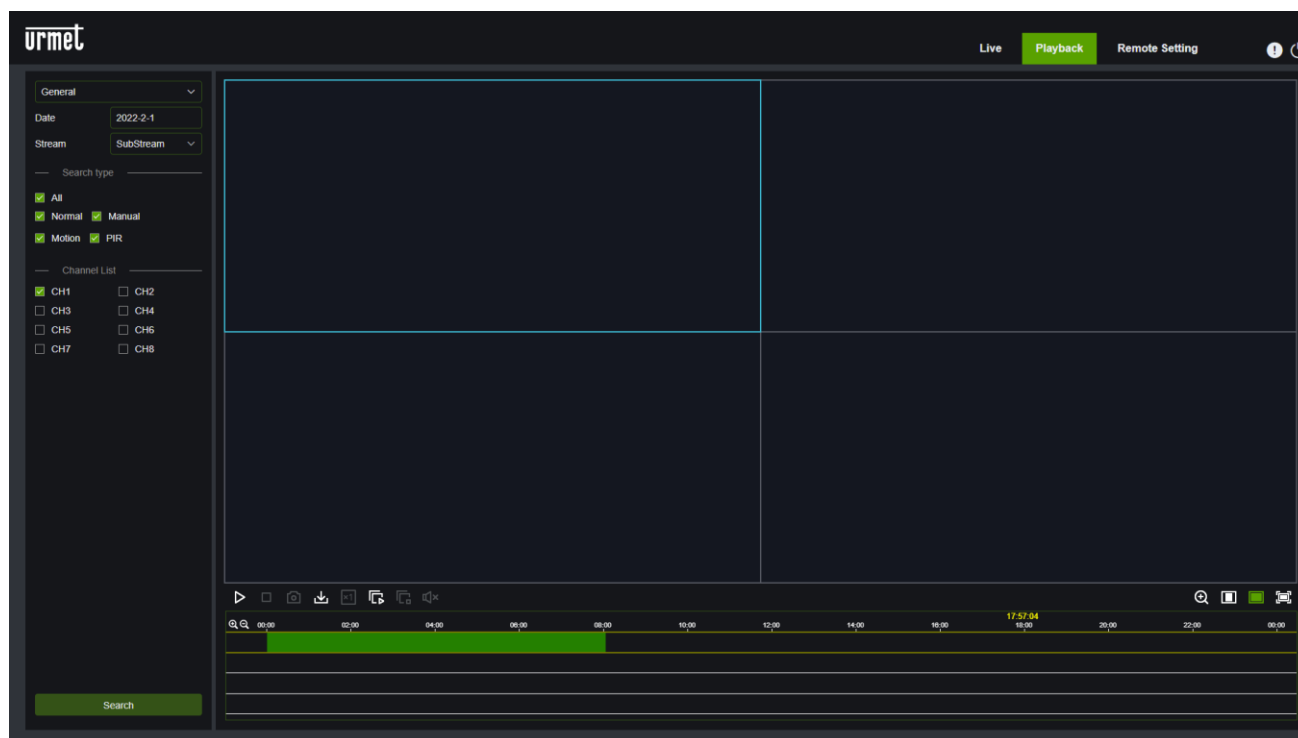 urmet
Live Playback Remote Setting
General
Date 2022-2-1
Stream SubStream
Search type
All
Normal Manual
Motion PIR
Channel List
CH1 CH2
CH3 CH4
CH5 CH6
CH7 CH8
Search
×1
17:57:04
00:00 02:00 04:00 06:00 08:00 10:00 12:00 14:00 16:00 18:00 20:00 22:00 00:00